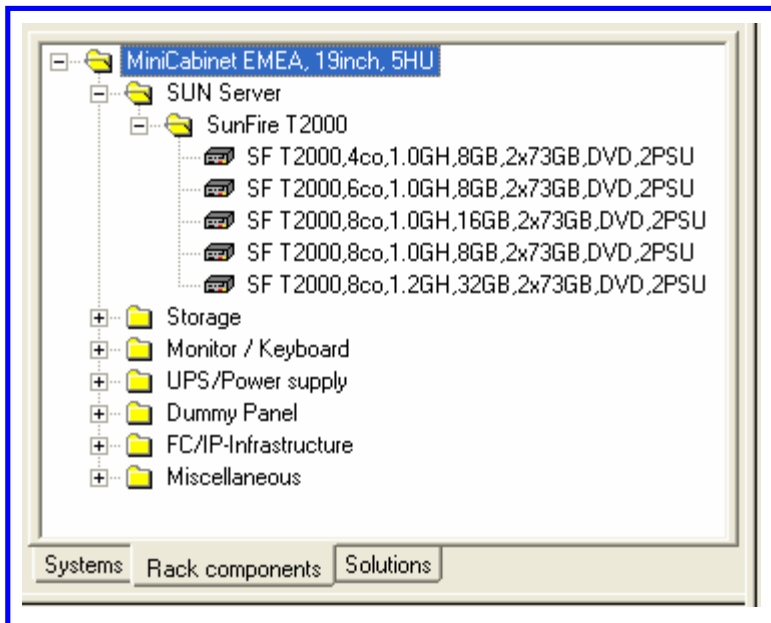 MiniCabinet EMEA, 19inch, 5HU
SUN Server
SunFire T2000
SF T2000,4co,1.0GH,8GB,2x73GB,DVD,2PSU
SF T2000,6co,1.0GH,8GB,2x73GB,DVD,2PSU
SF T2000,8co,1.0GH,16GB,2x73GB,DVD,2PSU
SF T2000,8co,1.0GH,8GB,2x73GB,DVD,2PSU
SF T2000,8co,1.2GH,32GB,2x73GB,DVD,2PSU
Storage
Monitor / Keyboard
UPS/Power supply
Dummy Panel
FC/IP-Infrastructure
Miscellaneous
Systems Rack components Solutions